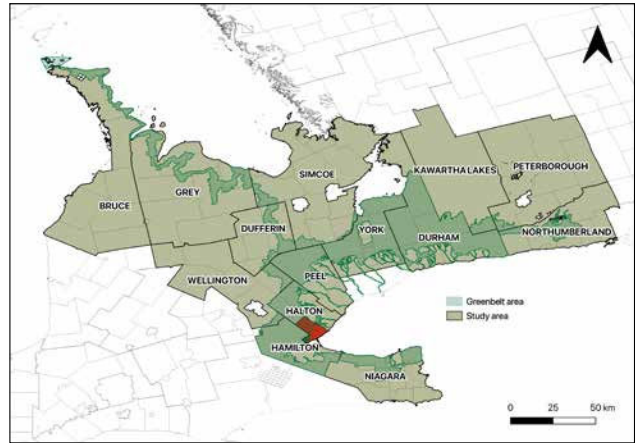 SIMCOE
KAWARTHA LAKES
PETERBOROUGH
BRUCE
GREY
DUFFERIN
YORK
DURHAM
NORTHUMBERLAND
WELLINGTON
PEEL
HALTON
HAMILTON
NIAGARA
Greenbelt area
Study area
0 25 50 km